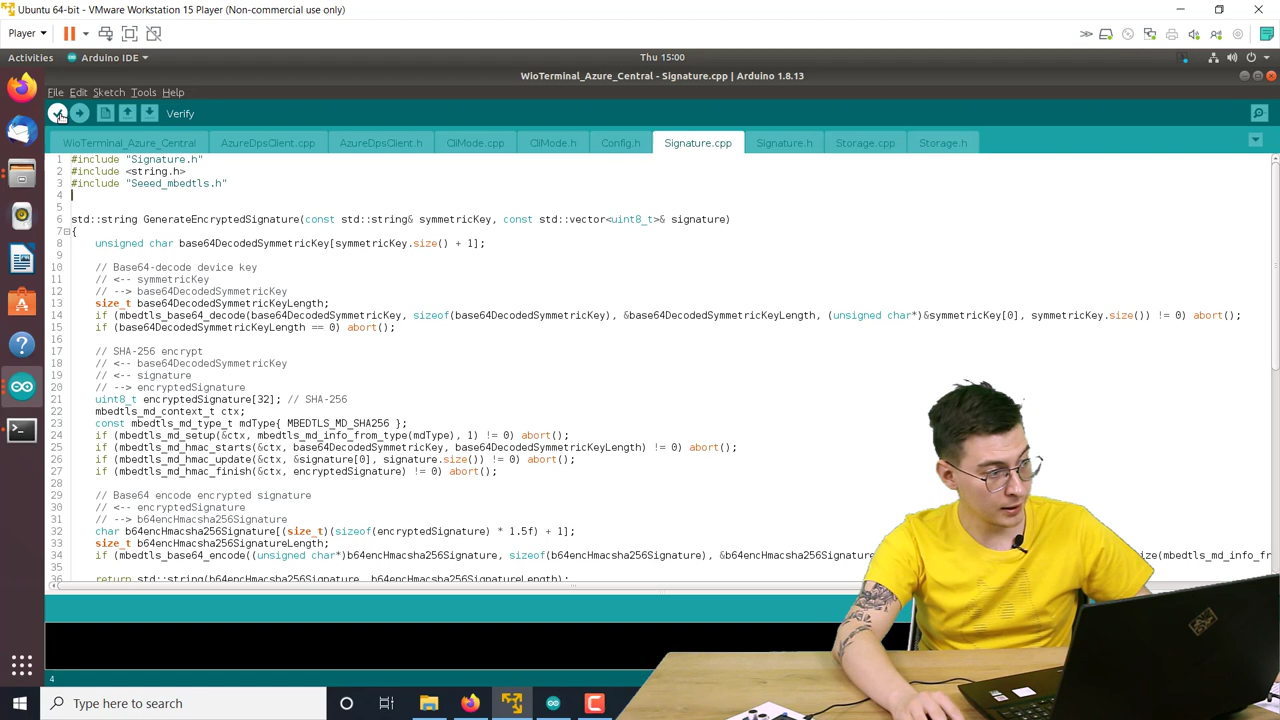 Ubuntu 64-bit - VMware Workstation 15 Player (Non-commercial use only)
Player
Activities
Arduino IDE
Thu 15:00
WioTerminal_Azure_Central - Signature.cpp | Arduino 1.8.13
File Edit Sketch Tools Help
Verify
WioTerminal_Azure_Central AzureDpsClient.cpp AzureDpsClient.h CliMode.cpp CliMode.h Config.h Signature.cpp Signature.h Storage.cpp Storage.h
1 #include "Signature.h"
2 #include <string.h>
3 #include "Seeed_mbedtls.h"
4
5
6 std::string GenerateEncryptedSignature(const std::string& symmetricKey, const std::vector<uint8_t>& signature)
7 {
8 unsigned char base64DecodedSymmetricKey[symmetricKey.size() + 1];
9
10 // Base64-decode device key
11 // <-- symmetricKey
12 // --> base64DecodedSymmetricKey
13 size_t base64DecodedSymmetricKeyLength;
14 if (mbedtls_base64_decode(base64DecodedSymmetricKey, sizeof(base64DecodedSymmetricKey), &base64DecodedSymmetricKeyLength, (unsigned char*)&symmetricKey[0], symmetricKey.size()) != 0) abort();
15 if (base64DecodedSymmetricKeyLength == 0) abort();
16
17 // SHA-256 encrypt
18 // <-- base64DecodedSymmetricKey
19 // <-- signature
20 // --> encryptedSignature
21 uint8_t encryptedSignature[32]; // SHA-256
22 mbedtls_md_context_t ctx;
23 const mbedtls_md_type_t mdType{ MBEDTLS_MD_SHA256 };
24 if (mbedtls_md_setup(&ctx, mbedtls_md_info_from_type(mdType), 1) != 0) abort();
25 if (mbedtls_md_hmac_starts(&ctx, base64DecodedSymmetricKey, base64DecodedSymmetricKeyLength) != 0) abort();
26 if (mbedtls_md_hmac_update(&ctx, &signature[0], signature.size()) != 0) abort();
27 if (mbedtls_md_hmac_finish(&ctx, encryptedSignature) != 0) abort();
28
29 // Base64 encode encrypted signature
30 // <-- encryptedSignature
31 // --> b64encHmacsha256Signature
32 char b64encHmacsha256Signature[(size_t)(sizeof(encryptedSignature) * 1.5f) + 1];
33 size_t b64encHmacsha256SignatureLength;
34 if (mbedtls_base64_encode((unsigned char*)b64encHmacsha256Signature, sizeof(b64encHmacsha256Signature), &b64encHmacsha256 ize(mbedtls_md_info_fr
35
36 return std::string(b64encHmacsha256Signature, b64encHmacsha256SignatureLength);
4
Type here to search